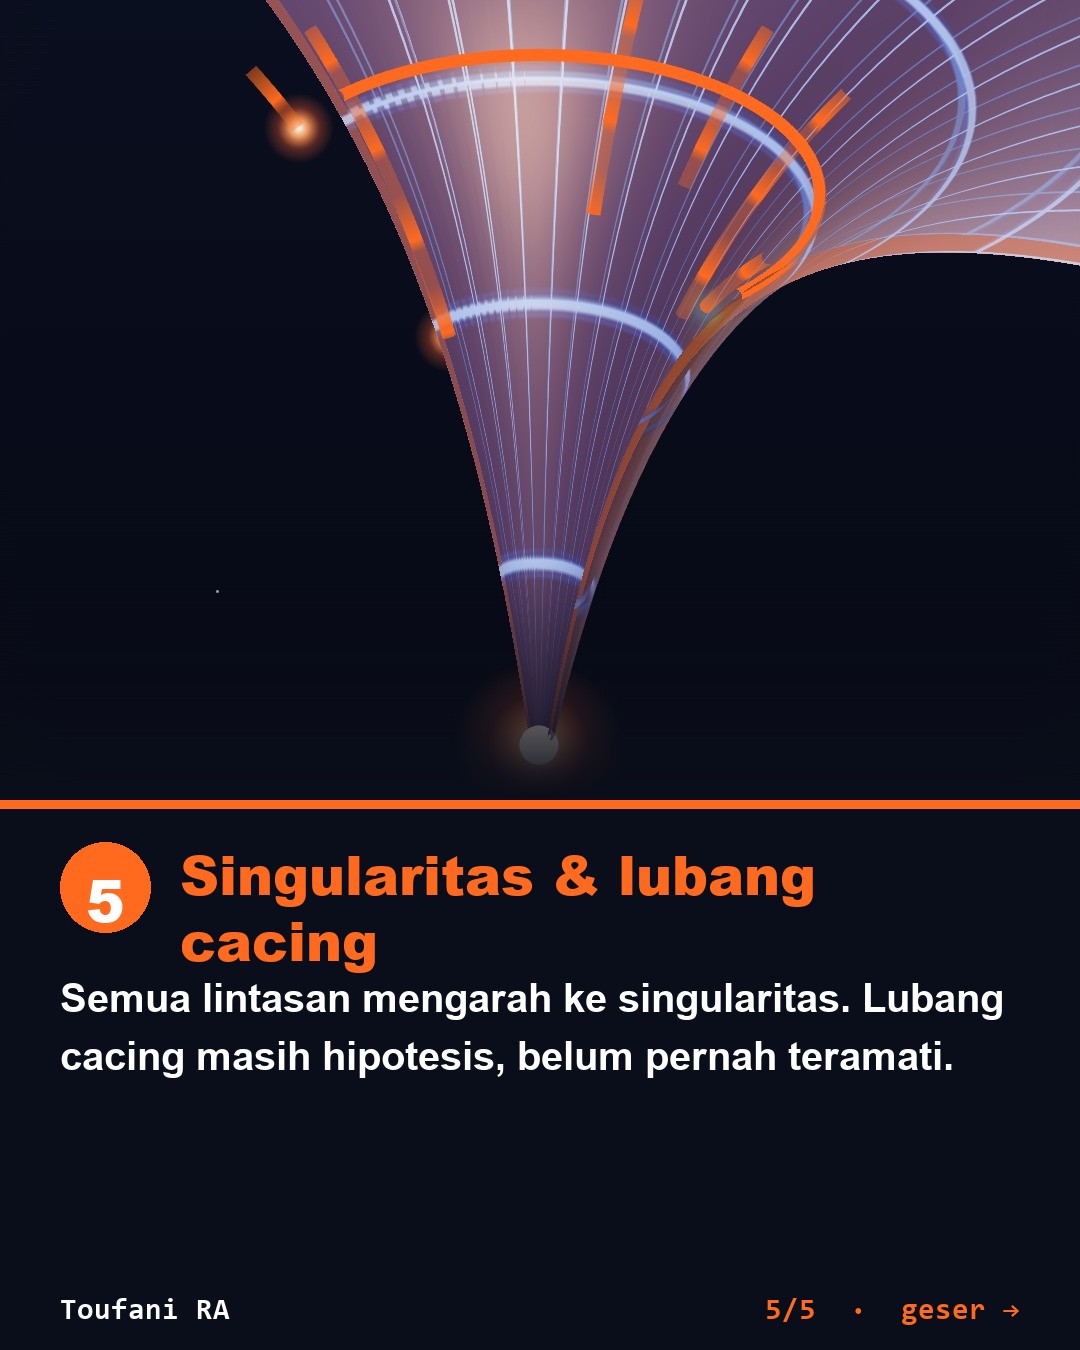 5
Singularitas & lubang
cacing
Semua lintasan mengarah ke singularitas. Lubang
cacing masih hipotesis, belum pernah teramati.
Toufani RA
5/5 · geser →